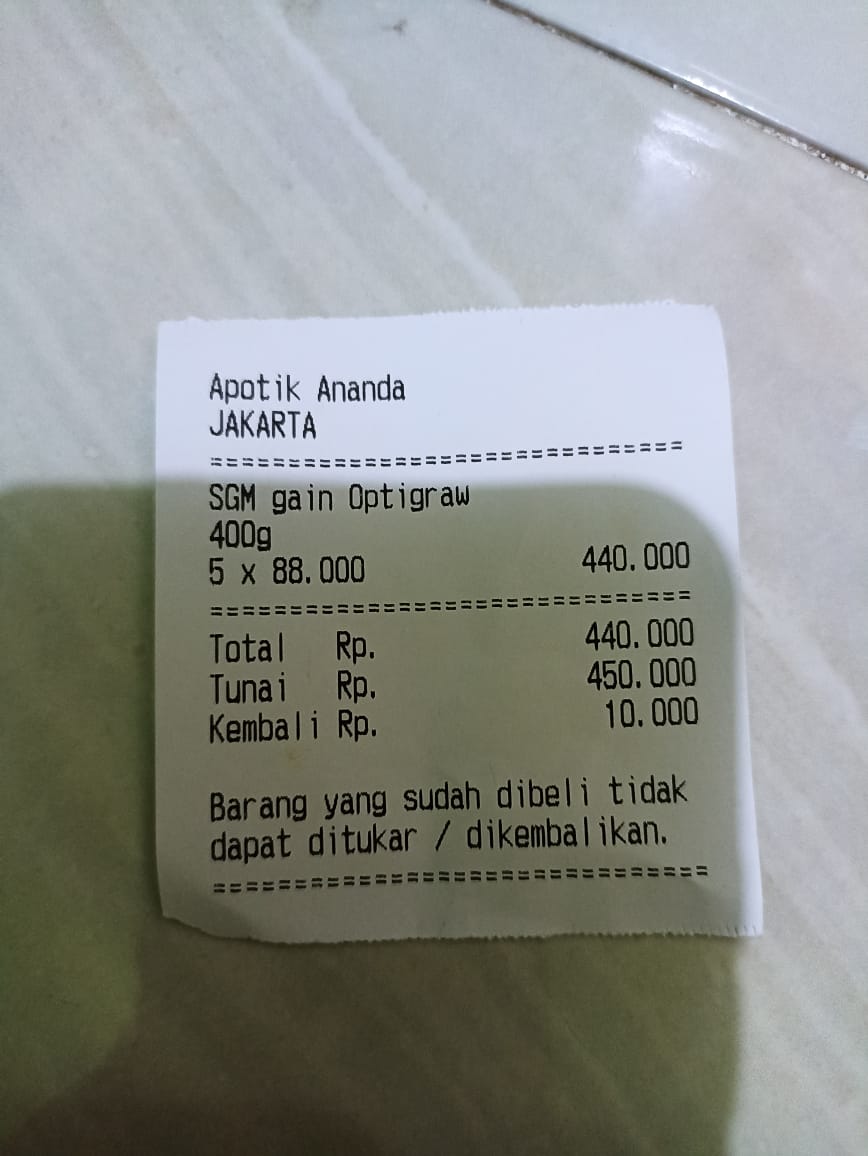 Apotik Ananda
JAKARTA
===============================
SGM gain Optigraw
400g
5 x 88.000 440.000
===============================
Total Rp. 440.000
Tunai Rp. 450.000
Kembali Rp. 10.000
Barang yang sudah dibeli tidak
dapat ditukar / dikembalikan.
===============================